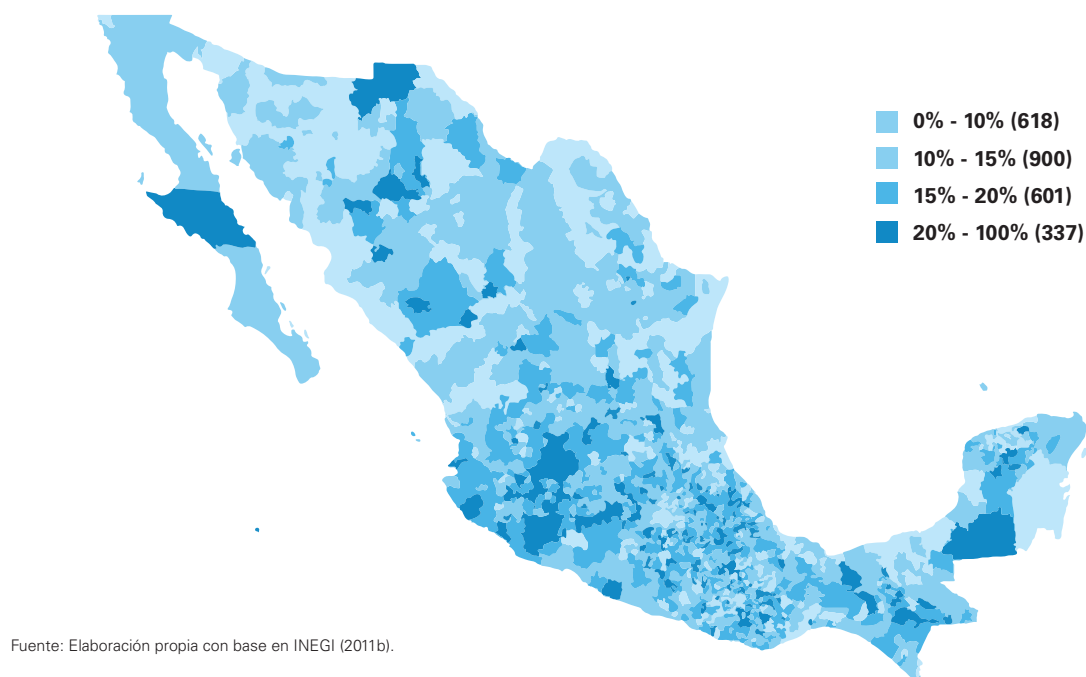 0% - 10% (618)
10% - 15% (900)
15% - 20% (601)
20% - 100% (337)
Fuente: Elaboración propia con base en INEGI (2011b).